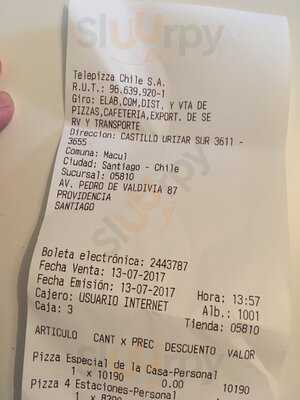 Sluurpy
Telepizza Chile S.A.
R.U.T.: 96.639.920-1
Giro: ELAB,COM,DIST. Y VTA DE
PIZZAS,CAFETERIA,EXPORT. DE SE
RV Y TRANSPORTE
Direccion: CASTILLO URIZAR SUR 3611 -
3655
Comuna: Macul
Ciudad: Santiago - Chile
Sucursal: 05810
AV. PEDRO DE VALDIVIA 87
PROVIDENCIA
SANTIAGO
Boleta electrónica: 2443787
Fecha Venta: 13-07-2017
Fecha Emisión: 13-07-2017 Hora: 13:57
Cajero: USUARIO INTERNET Alb.: 1001
Caja: 3 Tienda: 05810
ARTICULO CANT x PREC DESCUENTO VALOR
Pizza Especial de la Casa-Personal
1 x 10190 0.00 10190
Pizza 4 Estaciones-Personal
1 x